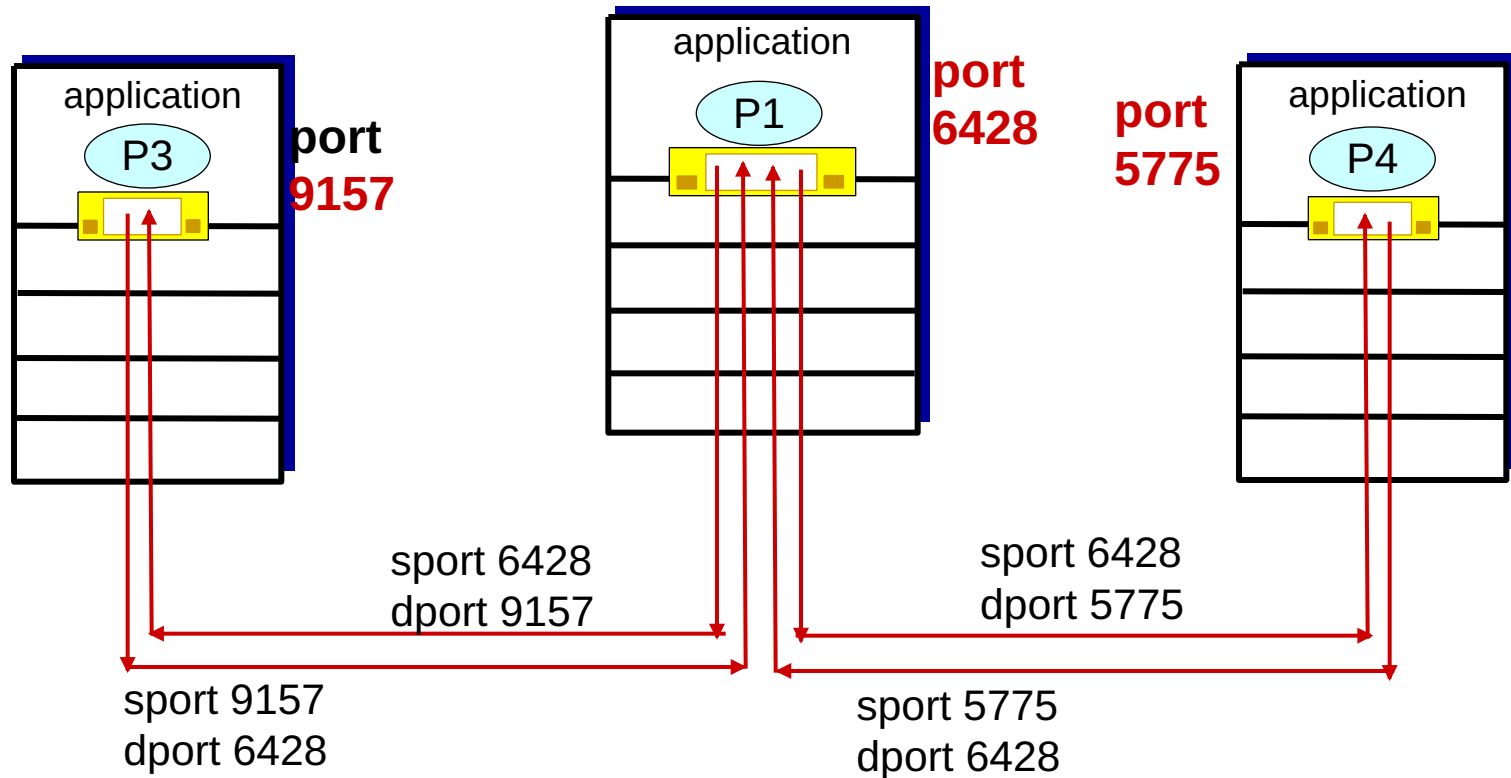 application
P3
port
9157
application
P1
port
6428
port
5775
application
P4
sport 6428
dport 9157
sport 6428
dport 5775
sport 9157
dport 6428
sport 5775
dport 6428